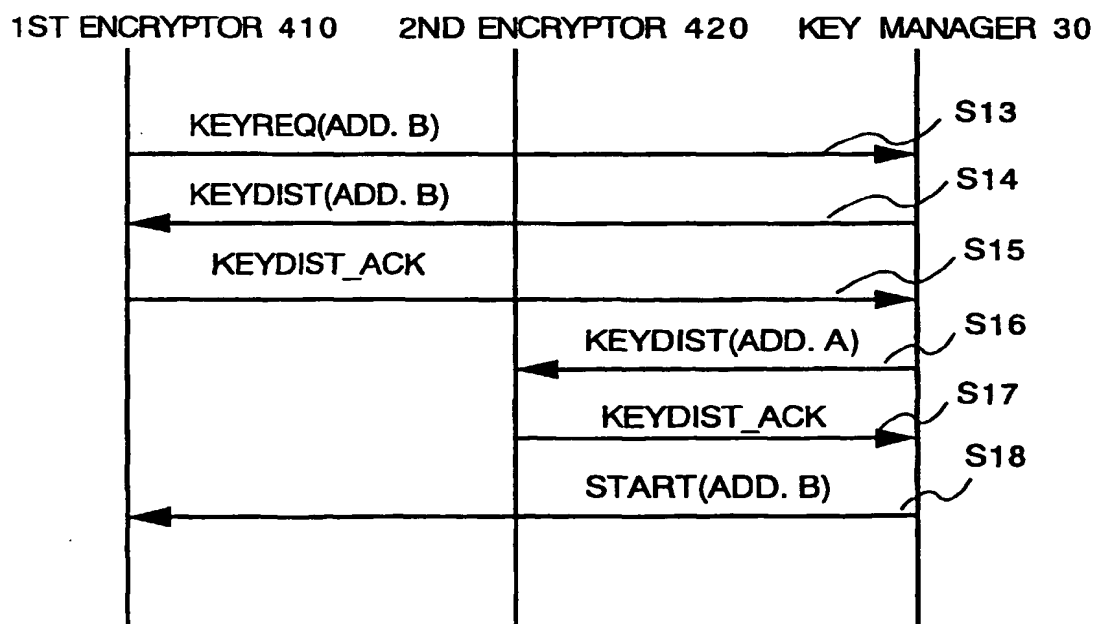 1ST ENCRYPTOR 410 2ND ENCRYPTOR 420 KEY MANAGER 30
KEYREQ(ADD. B) S13
KEYDIST(ADD. B) S14
KEYDIST_ACK S15
KEYDIST(ADD. A) S16
KEYDIST_ACK S17
START(ADD. B) S18